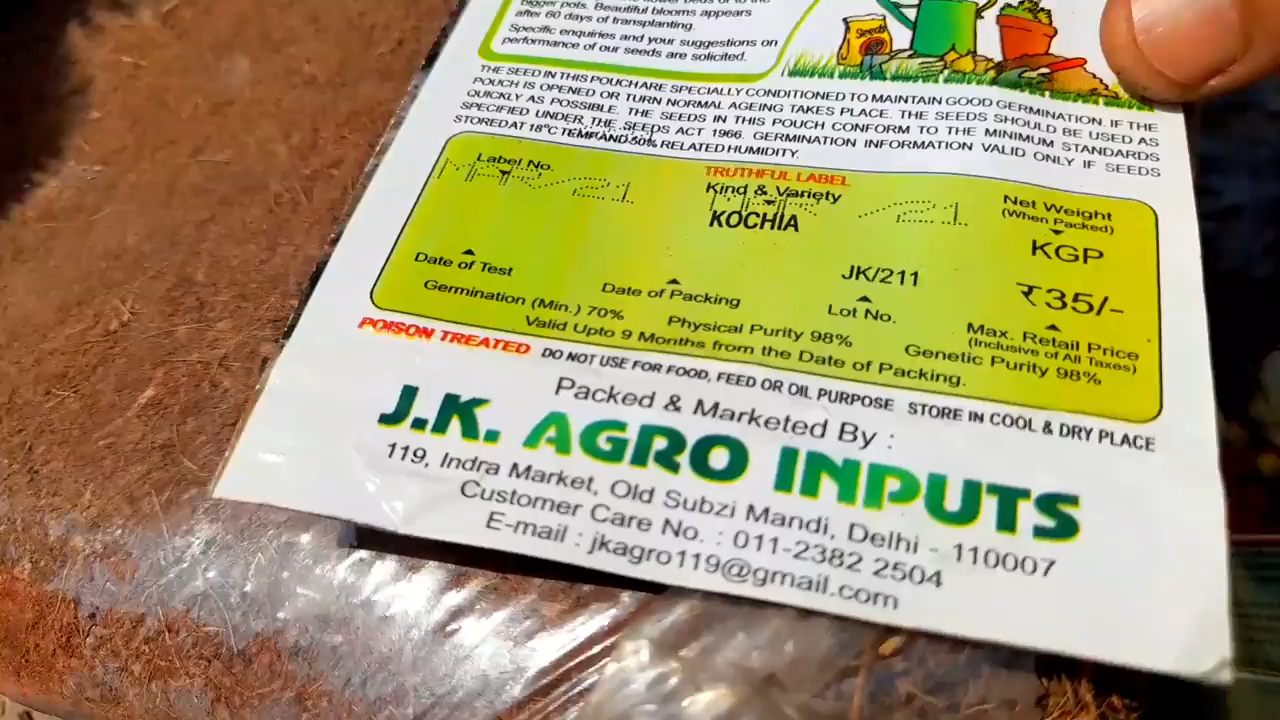 bigger pots. Beautiful blooms appears
after 60 days of transplanting.
Specific enquiries and your suggestions on
performance of our seeds are solicited.
Seeds
THE SEED IN THIS POUCH ARE SPECIALLY CONDITIONED TO MAINTAIN GOOD GERMINATION. IF THE
POUCH IS OPENED OR TURN NORMAL AGEING TAKES PLACE. THE SEEDS SHOULD BE USED AS
QUICKLY AS POSSIBLE. THE SEEDS IN THIS POUCH CONFORM TO THE MINIMUM STANDARDS
SPECIFIED UNDER THE SEEDS ACT 1966. GERMINATION INFORMATION VALID ONLY IF SEEDS
STORED AT 18°C TEMP AND 50% RELATED HUMIDITY.
Label No.
MAR/21
TRUTHFUL LABEL
Kind & Variety
KOCHIA
/21
Net Weight
(When Packed)
KGP
Date of Test
Date of Packing
JK/211
Lot No.
₹35/-
Max. Retail Price
(Inclusive of All Taxes)
Germination (Min.) 70% Physical Purity 98% Genetic Purity 98%
Valid Upto 9 Months from the Date of Packing.
POISON TREATED DO NOT USE FOR FOOD, FEED OR OIL PURPOSE STORE IN COOL & DRY PLACE
Packed & Marketed By :
J.K. AGRO INPUTS
119, Indra Market, Old Subzi Mandi, Delhi - 110007
Customer Care No. : 011-2382 2504
E-mail : jkagro119@gmail.com